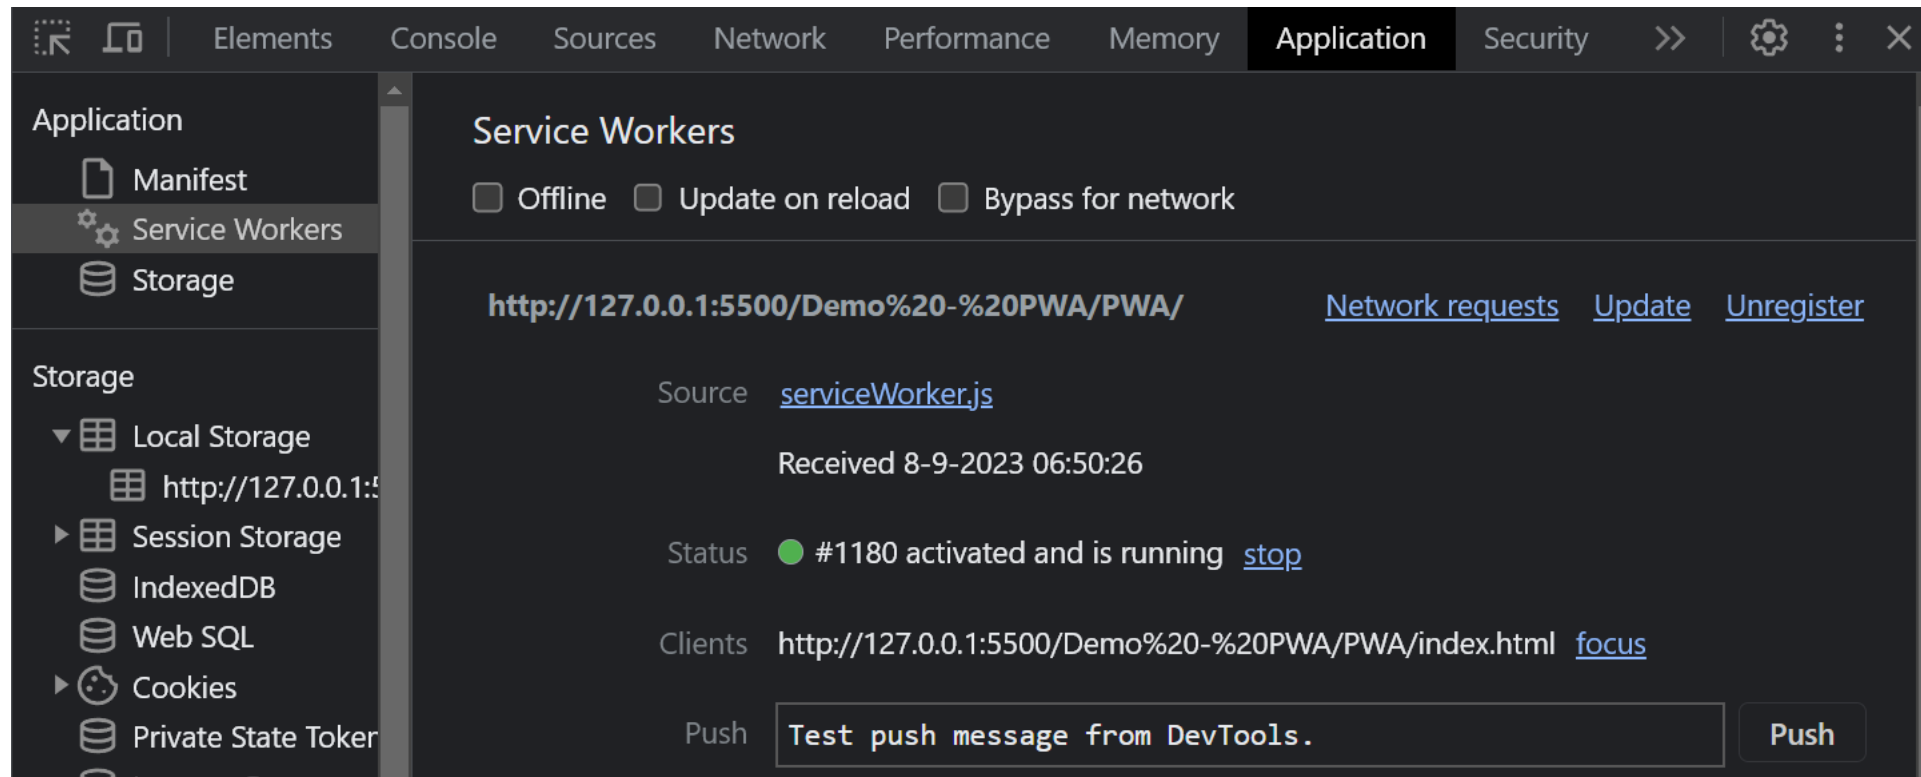 Elements Console Sources Network Performance Memory Application Security
Application
Manifest
Service Workers
Storage
Storage
Local Storage
http://127.0.0.1:5
Session Storage
IndexedDB
Web SQL
Cookies
Private State Token
Service Workers
Offline Update on reload Bypass for network
http://127.0.0.1:5500/Demo%20-%20PWA/PWA/ Network requests Update Unregister
Source serviceWorker.js
Received 8-9-2023 06:50:26
Status #1180 activated and is running stop
Clients http://127.0.0.1:5500/Demo%20-%20PWA/PWA/index.html focus
Push Test push message from DevTools. Push